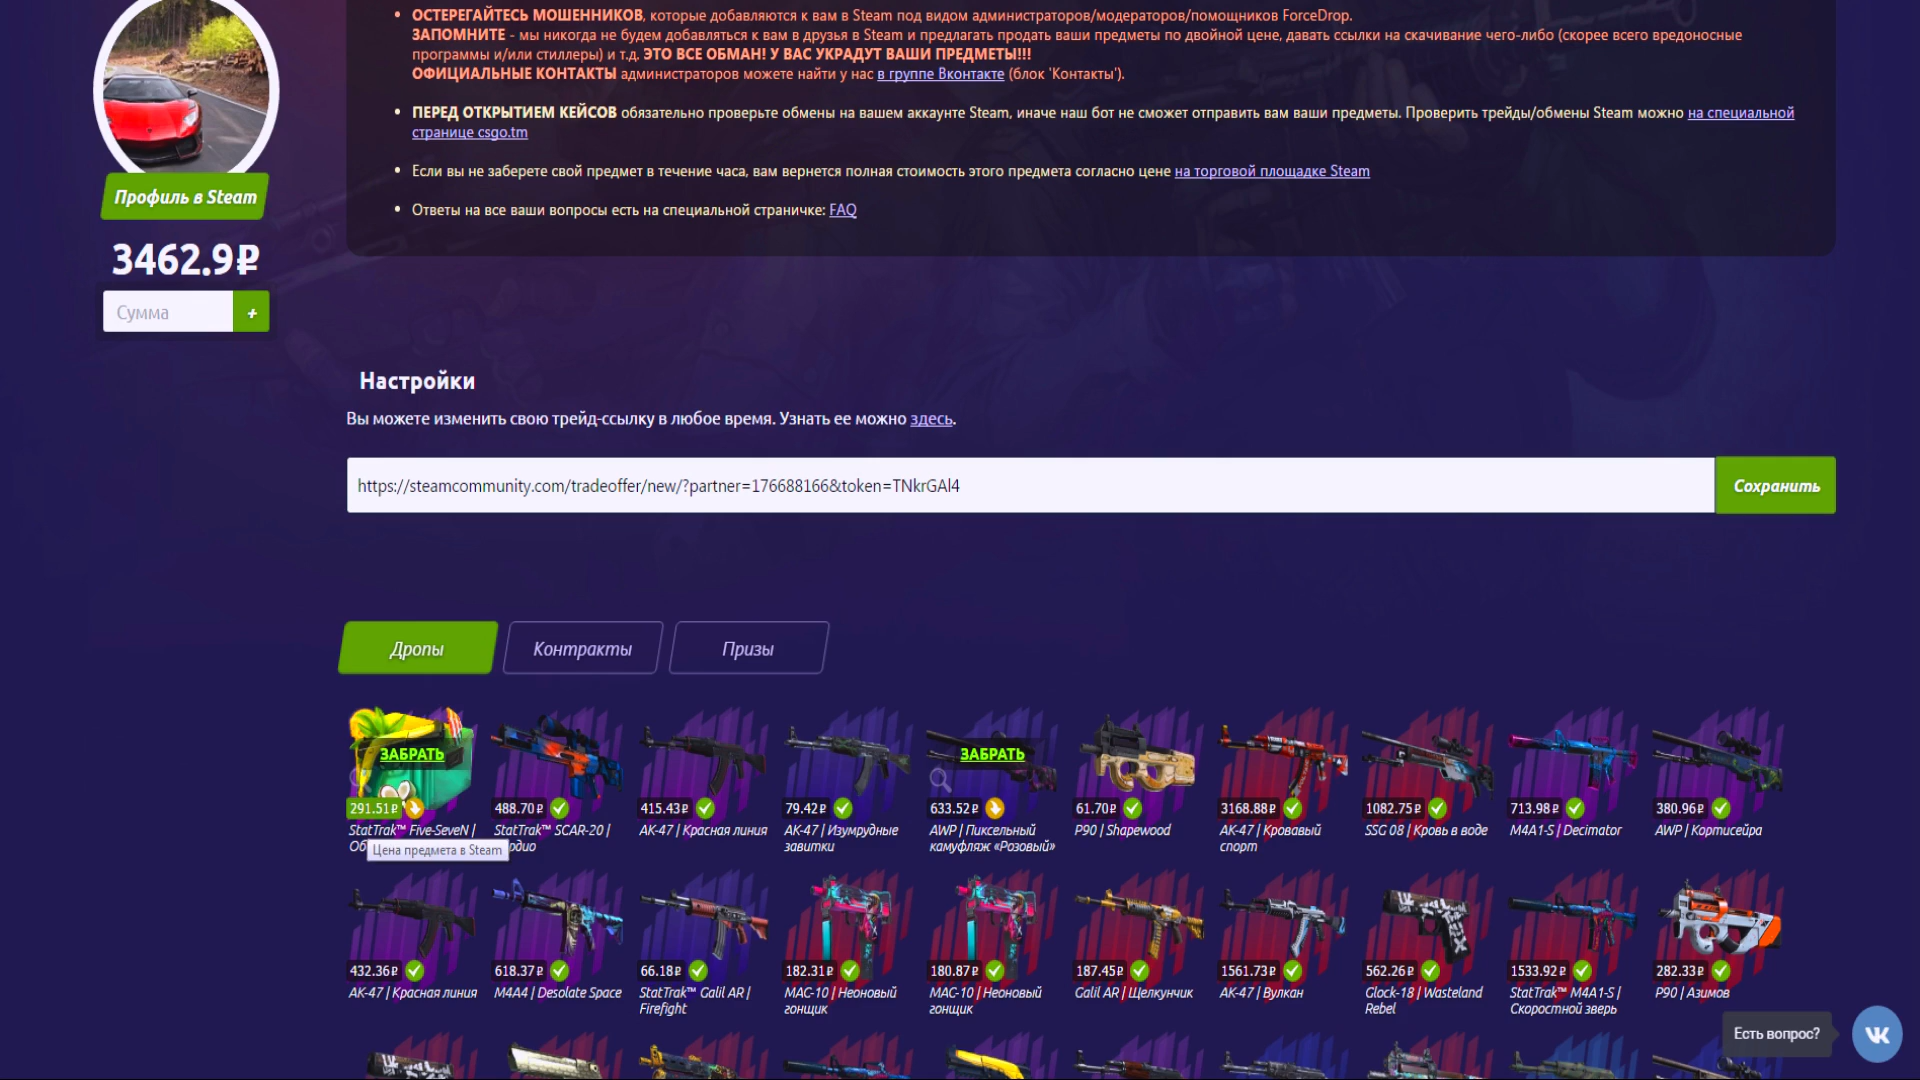 ОСТЕРЕГАЙТЕСЬ МОШЕННИКОВ, которые добавляются к вам в Steam под видом администраторов/модераторов/помощников ForceDrop.
ЗАПОМНИТЕ - мы никогда не будем добавляться к вам в друзья в Steam и предлагать продать ваши предметы по двойной цене, давать ссылки на скачивание чего-либо (скорее всего вредоносные
программы и/или стиллеры) и т.д. ЭТО ВСЕ ОБМАН! У ВАС УКРАДУТ ВАШИ ПРЕДМЕТЫ!!!
ОФИЦИАЛЬНЫЕ КОНТАКТЫ администраторов можете найти у нас в группе Вконтакте (блок 'Контакты').
ПЕРЕД ОТКРЫТИЕМ КЕЙСОВ обязательно проверьте обмены на вашем аккаунте Steam, иначе наш бот не сможет отправить вам ваши предметы. Проверить трейды/обмены Steam можно на специальной
странице csgo.tm
Если вы не заберете свой предмет в течение часа, вам вернется полная стоимость этого предмета согласно цене на торговой площадке Steam
Ответы на все ваши вопросы есть на специальной страничке: FAQ
Профиль в Steam
3462.9₽
Сумма +
Настройки
Вы можете изменить свою трейд-ссылку в любое время. Узнать ее можно здесь.
https://steamcommunity.com/tradeoffer/new/?partner=176688166&token=TNkrGAl4 Сохранить
Дропы Контракты Призы
ЗАБРАТЬ ЗАБРАТЬ
291.51₽ 488.70₽ 415.43₽ 79.42₽ 633.52₽ 61.70₽ 3168.88₽ 1082.75₽ 713.98₽ 380.96₽
StatTrak™ Five-SeveN | StatTrak™ SCAR-20 | АК-47 | Красная линия АК-47 | Изумрудные AWP | Пиксельный P90 | Shapewood АК-47 | Кровавый SSG 08 | Кровь в воде M4A1-S | Decimator AWP | Кортисейра
Об рдио завитки камуфляж «Розовый» спорт
Цена предмета в Steam
432.36₽ 618.37₽ 66.18₽ 182.31₽ 180.87₽ 187.45₽ 1561.73₽ 562.26₽ 1533.92₽ 282.33₽
АК-47 | Красная линия M4A4 | Desolate Space StatTrak™ Galil AR | MAC-10 | Неоновый MAC-10 | Неоновый Galil AR | Щелкунчик АК-47 | Вулкан Glock-18 | Wasteland StatTrak™ M4A1-S | P90 | Азимов
Firefight гонщик гонщик Rebel Скоростной зверь
Есть вопрос?